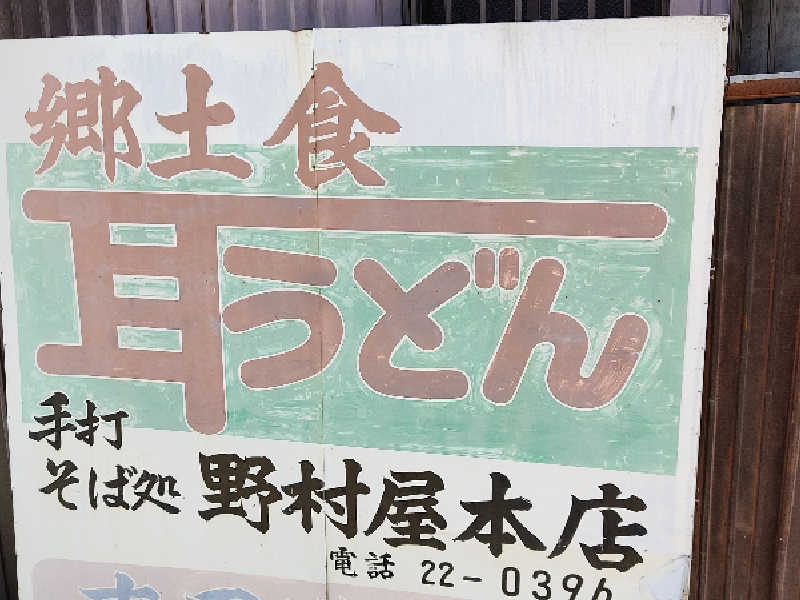 郷土食
耳うどん
手打
そば処 野村屋本店
電話 22-0396